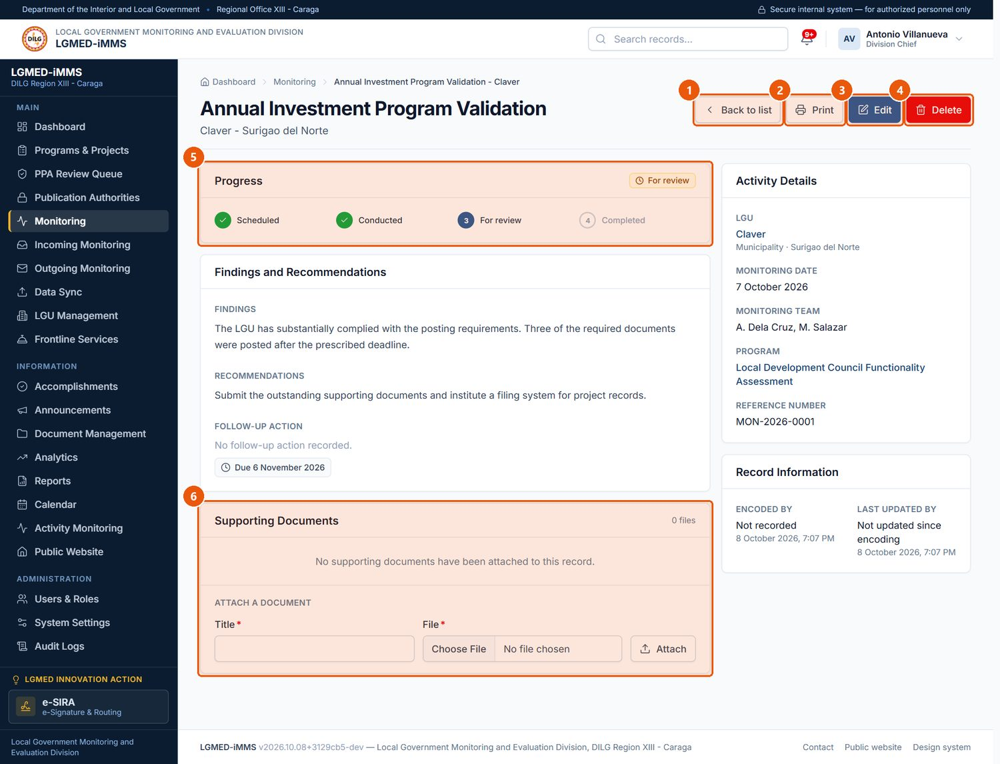 Department of the Interior and Local Government • Regional Office XIII - Caraga
Secure internal system — for authorized personnel only
DILG
LOCAL GOVERNMENT MONITORING AND EVALUATION DIVISION
LGMED-iMMS
Search records...
9+
AV
Antonio Villanueva
Division Chief
LGMED-iMMS
DILG Region XIII - Caraga
MAIN
Dashboard
Programs & Projects
PPA Review Queue
Publication Authorities
Monitoring
Incoming Monitoring
Outgoing Monitoring
Data Sync
LGU Management
Frontline Services
INFORMATION
Accomplishments
Announcements
Document Management
Analytics
Reports
Calendar
Activity Monitoring
Public Website
ADMINISTRATION
Users & Roles
System Settings
Audit Logs
LGMED INNOVATION ACTION
e-SIRA
e-Signature & Routing
Local Government Monitoring and
Evaluation Division
Dashboard
Monitoring
Annual Investment Program Validation - Claver
Annual Investment Program Validation
Claver - Surigao del Norte
1
Back to list
2
Print
3
Edit
4
Delete
5
Progress
For review
Scheduled
Conducted
3 For review
4 Completed
Findings and Recommendations
FINDINGS
The LGU has substantially complied with the posting requirements. Three of the required documents
were posted after the prescribed deadline.
RECOMMENDATIONS
Submit the outstanding supporting documents and institute a filing system for project records.
FOLLOW-UP ACTION
No follow-up action recorded.
Due 6 November 2026
6
Supporting Documents
0 files
No supporting documents have been attached to this record.
ATTACH A DOCUMENT
Title *
File *
Choose File
No file chosen
Attach
Activity Details
LGU
Claver
Municipality · Surigao del Norte
MONITORING DATE
7 October 2026
MONITORING TEAM
A. Dela Cruz, M. Salazar
PROGRAM
Local Development Council Functionality
Assessment
REFERENCE NUMBER
MON-2026-0001
Record Information
ENCODED BY
Not recorded
8 October 2026, 7:07 PM
LAST UPDATED BY
Not updated since
encoding
8 October 2026, 7:07 PM
LGMED-iMMS v2026.10.08+3129cb5-dev — Local Government Monitoring and Evaluation Division, DILG Region XIII - Caraga
Contact
Public website
Design system